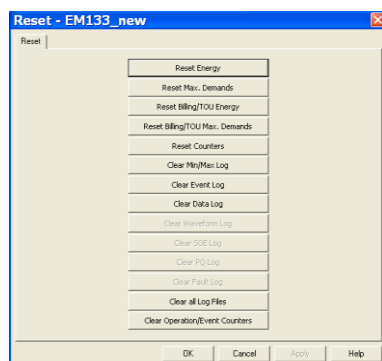 Reset - EM133_new
Reset
Reset Energy
Reset Max. Demands
Reset Billing/TOU Energy
Reset Billing/TOU Max. Demands
Reset Counters
Clear Min/Max Log
Clear Event Log
Clear Data Log
Clear Waveform Log
Clear SOE Log
Clear PQ Log
Clear Fault Log
Clear all Log Files
Clear Operation/Event Counters
OK Cancel Apply Help